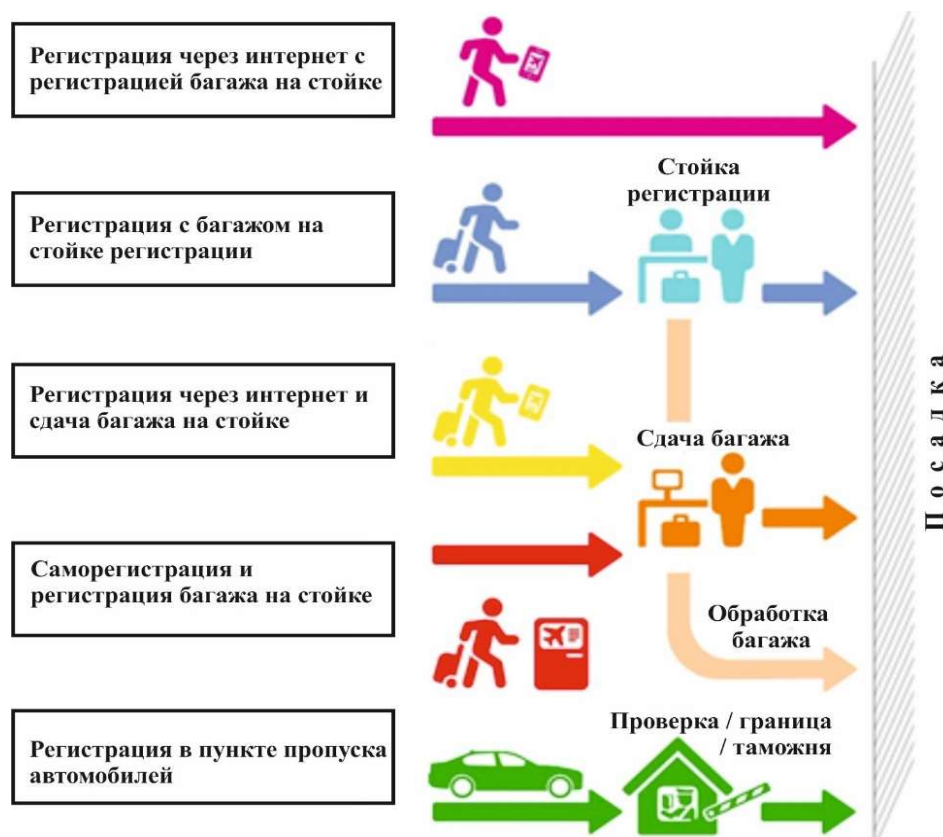 Регистрация через интернет с
регистрацией багажа на стойке
Стойка
регистрации
Регистрация с багажом на
стойке регистрации
Регистрация через интернет и
сдача багажа на стойке
Сдача багажа
Саморегистрация и
регистрация багажа на стойке
Обработка
багажа
Регистрация в пункте пропуска
автомобилей
Проверка / граница
/ таможня
Посадка